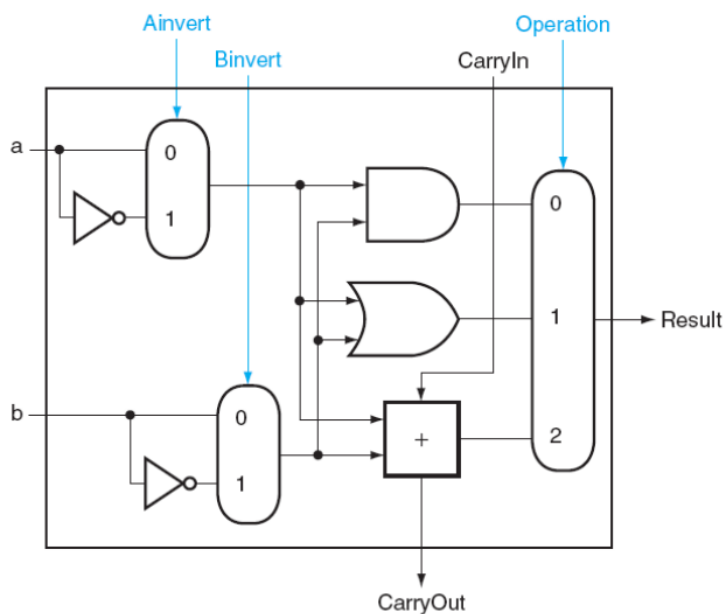 Ainvert
Operation
Binvert
CarryIn
a
0
1
0
1
Result
b
0
1
+
2
CarryOut